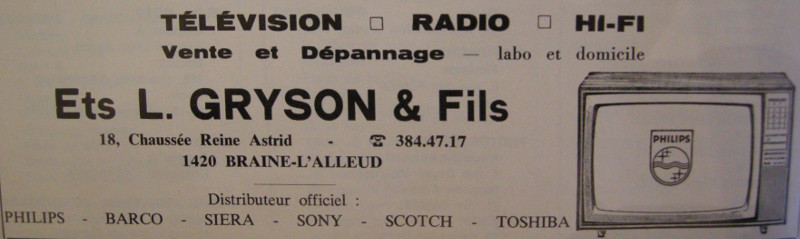 TÉLÉVISION □ RADIO □ HI-FI
Vente et Dépannage — labo et domicile
Ets L. GRYSON & Fils
18, Chaussée Reine Astrid - ☎ 384.47.17
1420 BRAINE-L'ALLEUD
Distributeur officiel :
PHILIPS - BARCO - SIERA - SONY - SCOTCH - TOSHIBA
PHILIPS